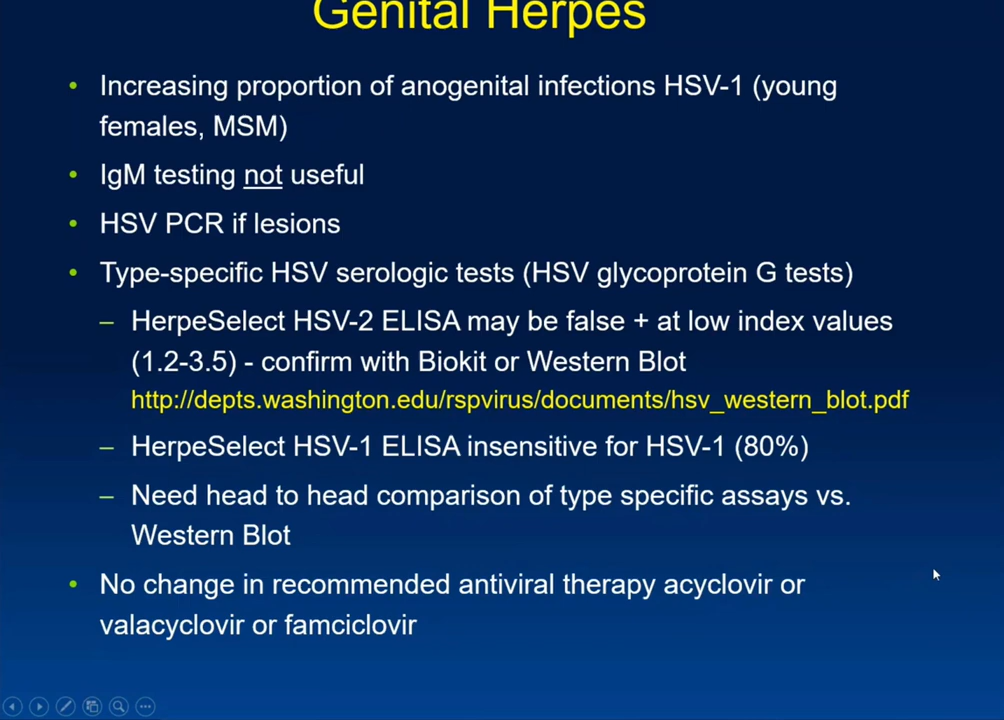 Genital Herpes
• Increasing proportion of anogenital infections HSV-1 (young
females, MSM)
• IgM testing not useful
• HSV PCR if lesions
• Type-specific HSV serologic tests (HSV glycoprotein G tests)
– HerpeSelect HSV-2 ELISA may be false + at low index values
(1.2-3.5) - confirm with Biokit or Western Blot
http://depts.washington.edu/rspvirus/documents/hsv_western_blot.pdf
– HerpeSelect HSV-1 ELISA insensitive for HSV-1 (80%)
– Need head to head comparison of type specific assays vs.
Western Blot
• No change in recommended antiviral therapy acyclovir or
valacyclovir or famciclovir